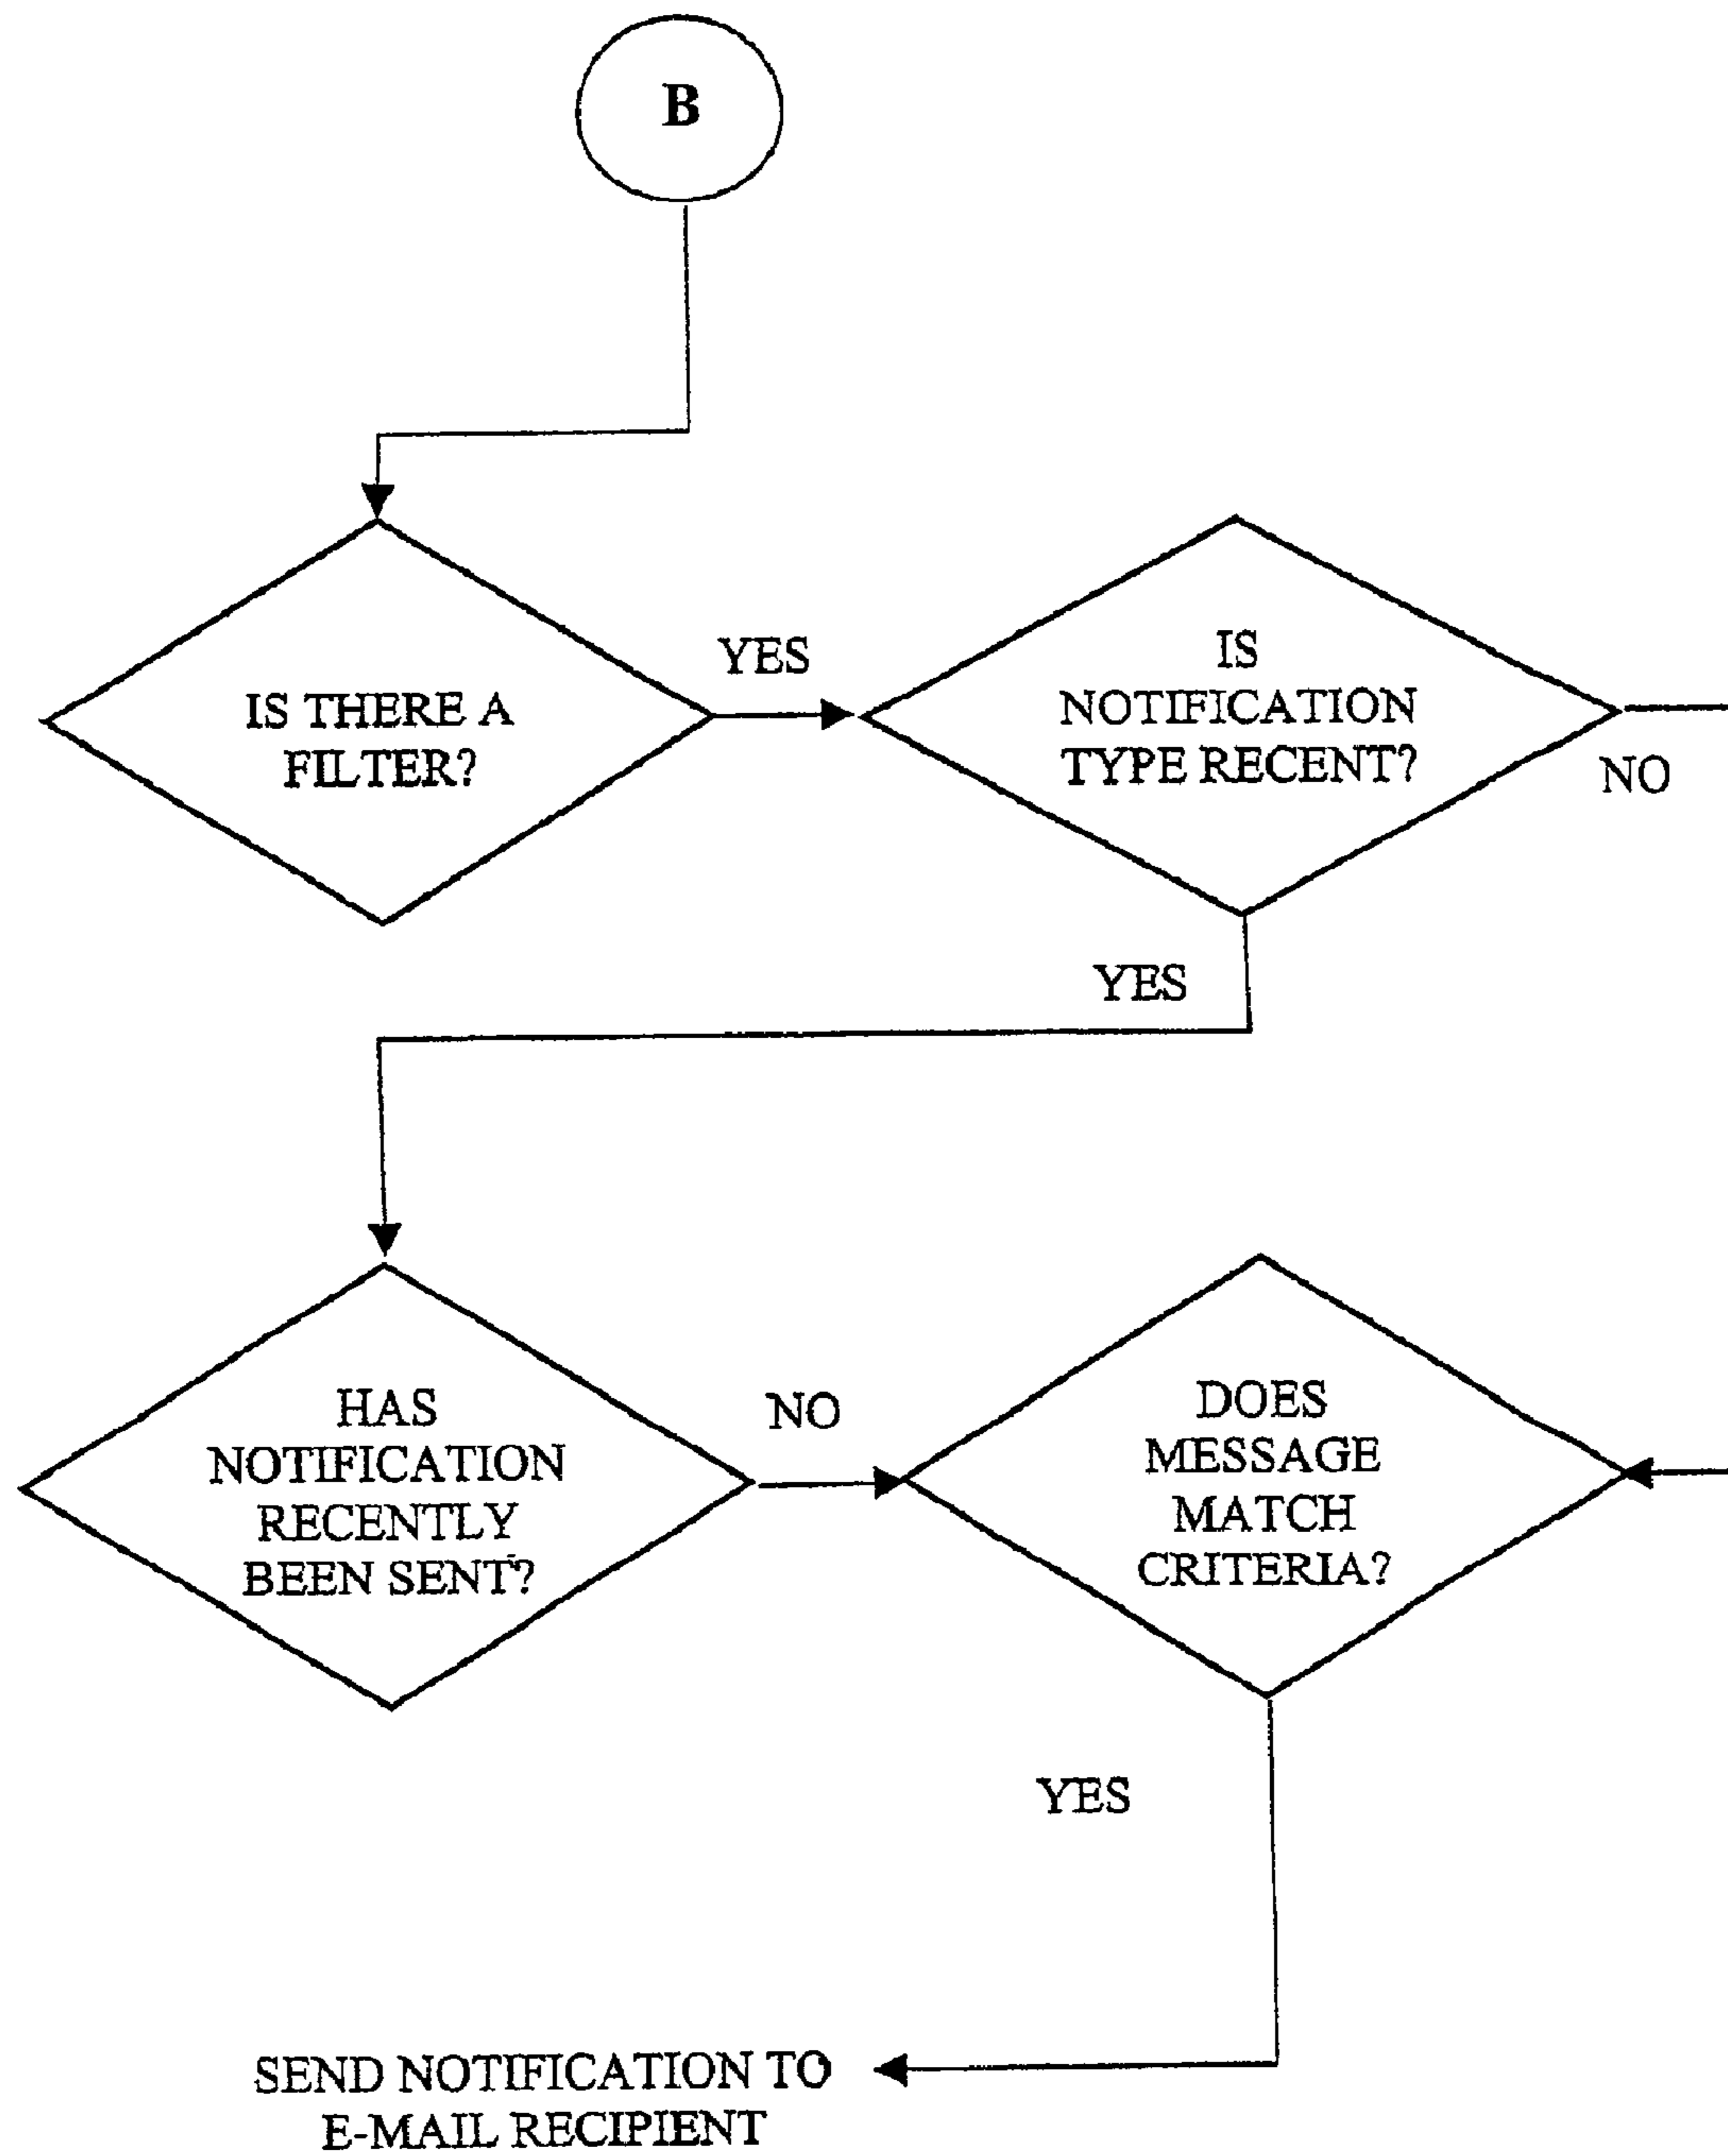 B
IS THERE A
FILTER?
YES
IS
NOTIFICATION
TYPE RECENT?
NO
YES
HAS
NOTIFICATION
RECENTLY
BEEN SENT?
NO
DOES
MESSAGE
MATCH
CRITERIA?
YES
SEND NOTIFICATION TO
E-MAIL RECIPIENT